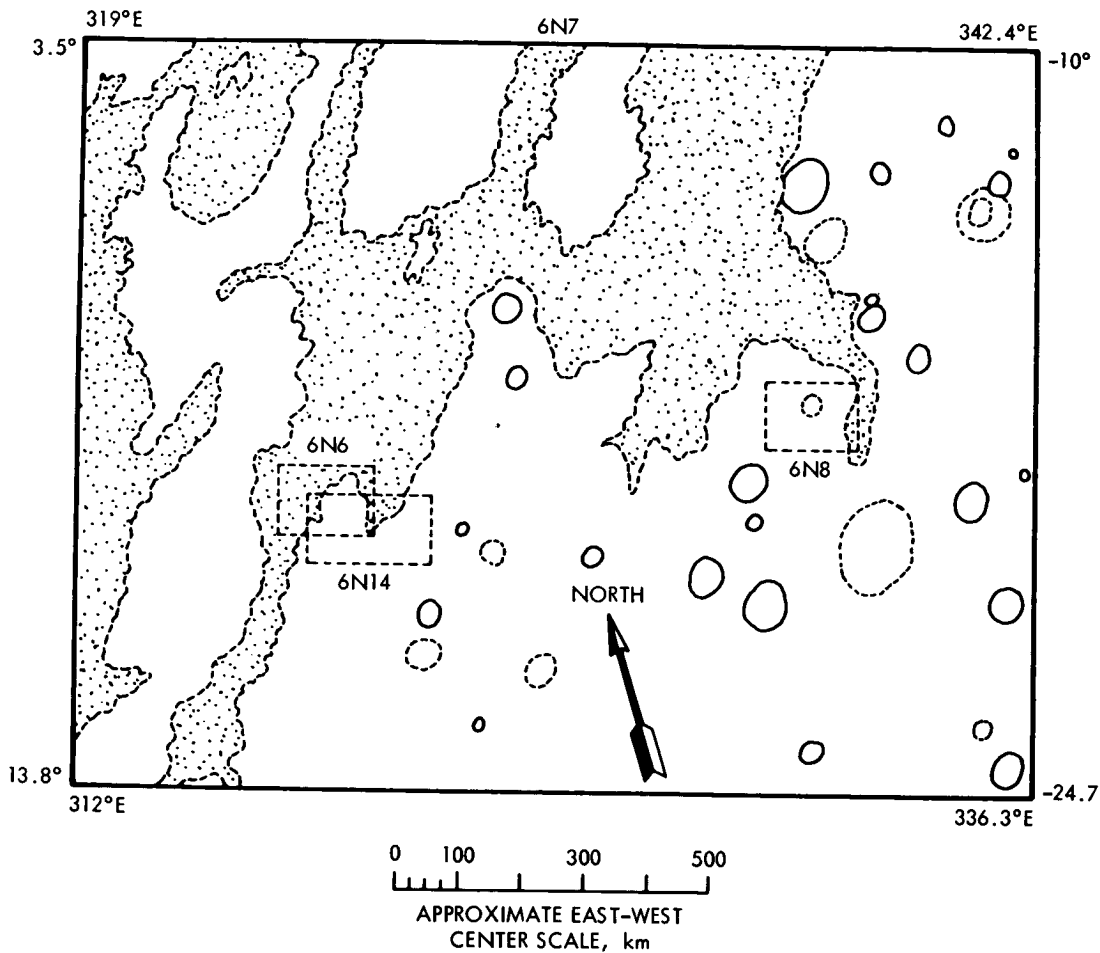 319°E
6N7
342.4°E
3.5°
-10°
6N6
6N8
6N14
NORTH
13.8°
-24.7
312°E
336.3°E
0 100 300 500
APPROXIMATE EAST-WEST
CENTER SCALE, km